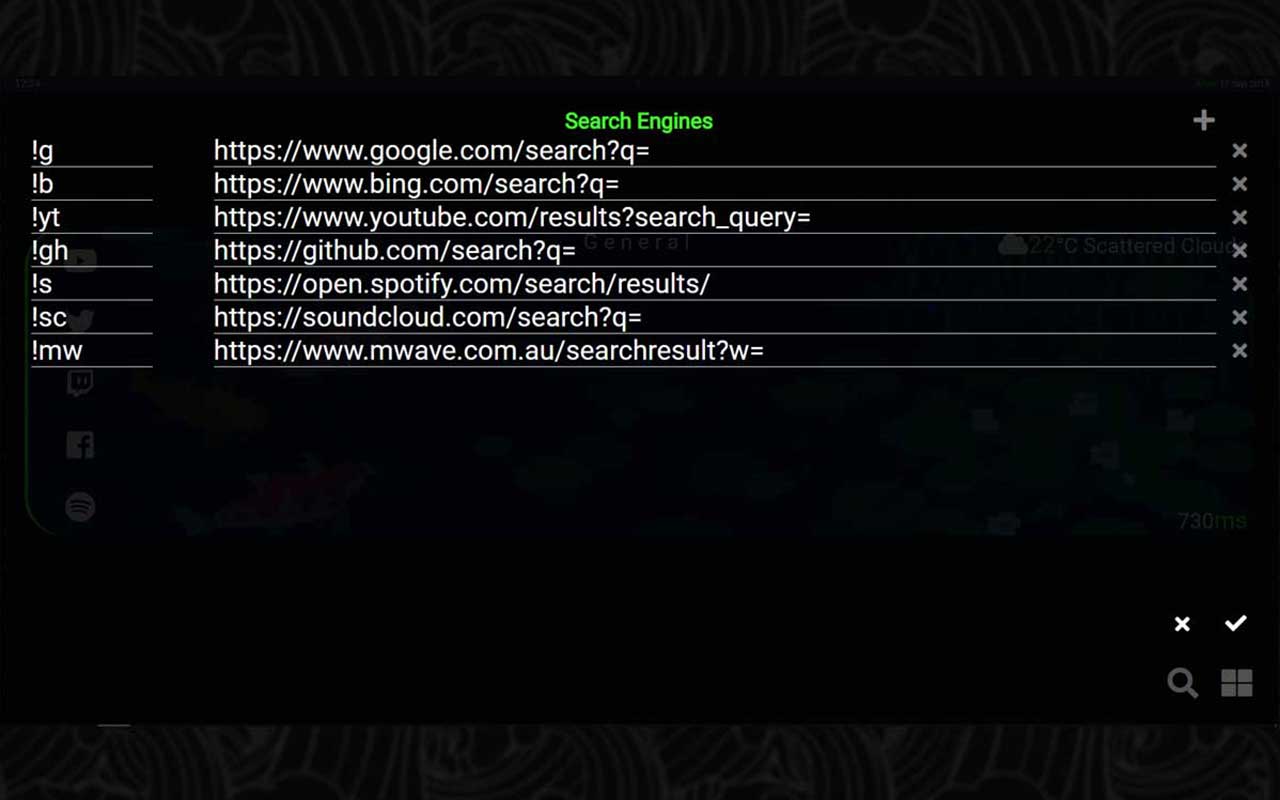 Search Engines
!g https://www.google.com/search?q=
!b https://www.bing.com/search?q=
!yt https://www.youtube.com/results?search_query=
General
!gh https://github.com/search?q=
22°C Scattered Cloud
!s https://open.spotify.com/search/results/
!sc https://soundcloud.com/search?q=
!mw https://www.mwave.com.au/searchresult?w=
730ms